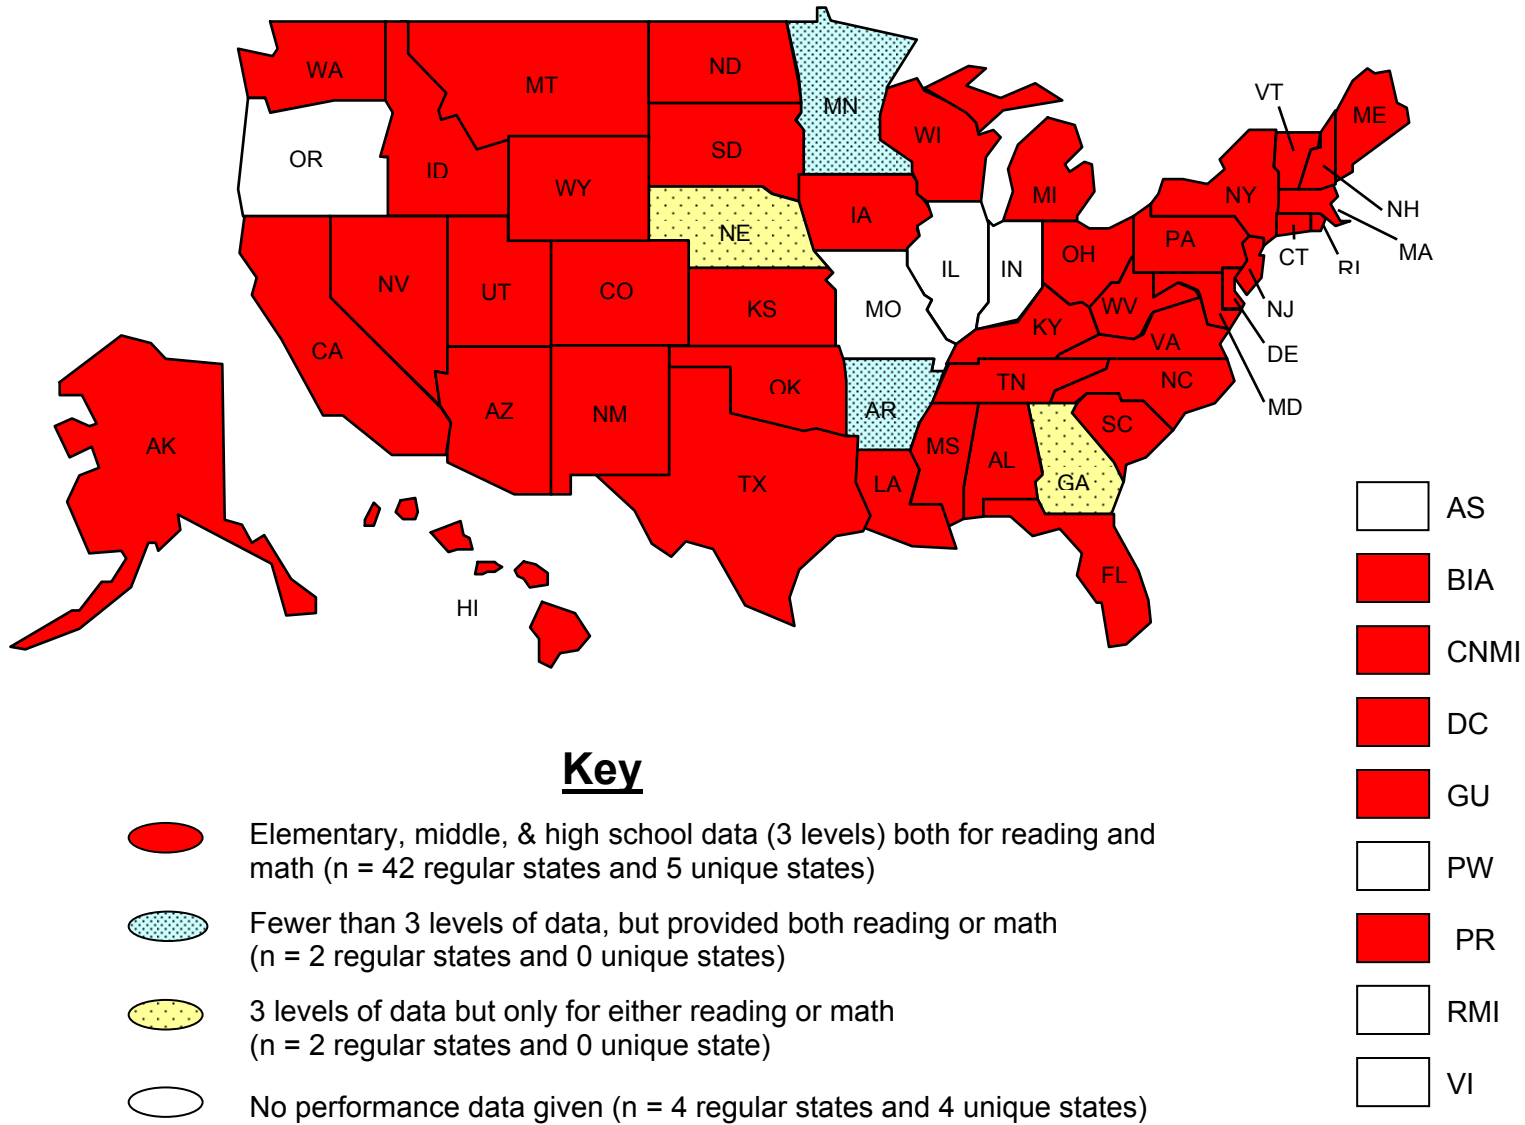 WA
MT
ND
MN
VT
ME
OR
ID
SD
WI
WY
MI
NY
NH
IA
NE
PA
MA
OH
CT
RI
NV
UT
CO
IL
IN
KS
MO
WV
NJ
KY
CA
VA
DE
AZ
NM
OK
AR
TN
NC
MD
SC
AK
MS
AL
TX
LA
GA
FL
HI
AS
BIA
CNMI
DC
GU
PW
PR
RMI
VI
Key
Elementary, middle, & high school data (3 levels) both for reading and
math (n = 42 regular states and 5 unique states)
Fewer than 3 levels of data, but provided both reading or math
(n = 2 regular states and 0 unique states)
3 levels of data but only for either reading or math
(n = 2 regular states and 0 unique state)
No performance data given (n = 4 regular states and 4 unique states)